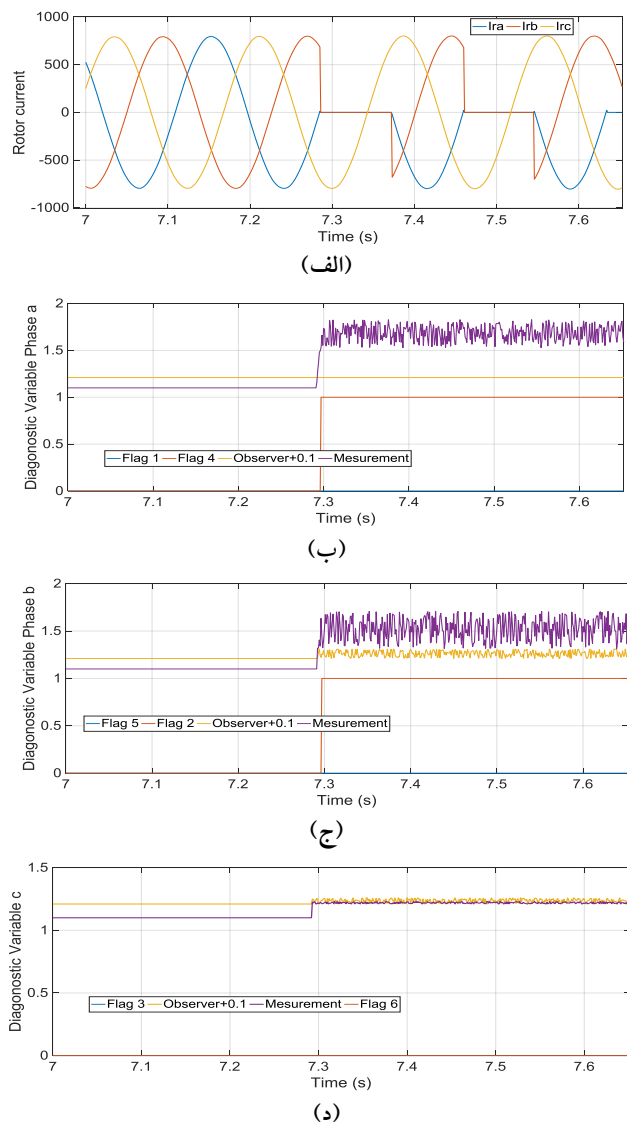 1000
500
0
-500
-1000
Rotor current
Ira Irb Irc
7 7.1 7.2 7.3 7.4 7.5 7.6
Time (s)
(الف)
2
1.5
1
0.5
0
Diagonostic Variable Phase a
Flag 1 Flag 4 Observer+0.1 Mesurement
7 7.1 7.2 7.3 7.4 7.5 7.6
Time (s)
(ب)
2
1.5
1
0.5
0
Diagonostic Variable Phase b
Flag 5 Flag 2 Observer+0.1 Mesurement
7 7.1 7.2 7.3 7.4 7.5 7.6
Time (s)
(ج)
1.5
1
0.5
0
Diagonostic Variable c
Flag 3 Observer+0.1 Mesurement Flag 6
7 7.1 7.2 7.3 7.4 7.5 7.6
Time (s)
(د)